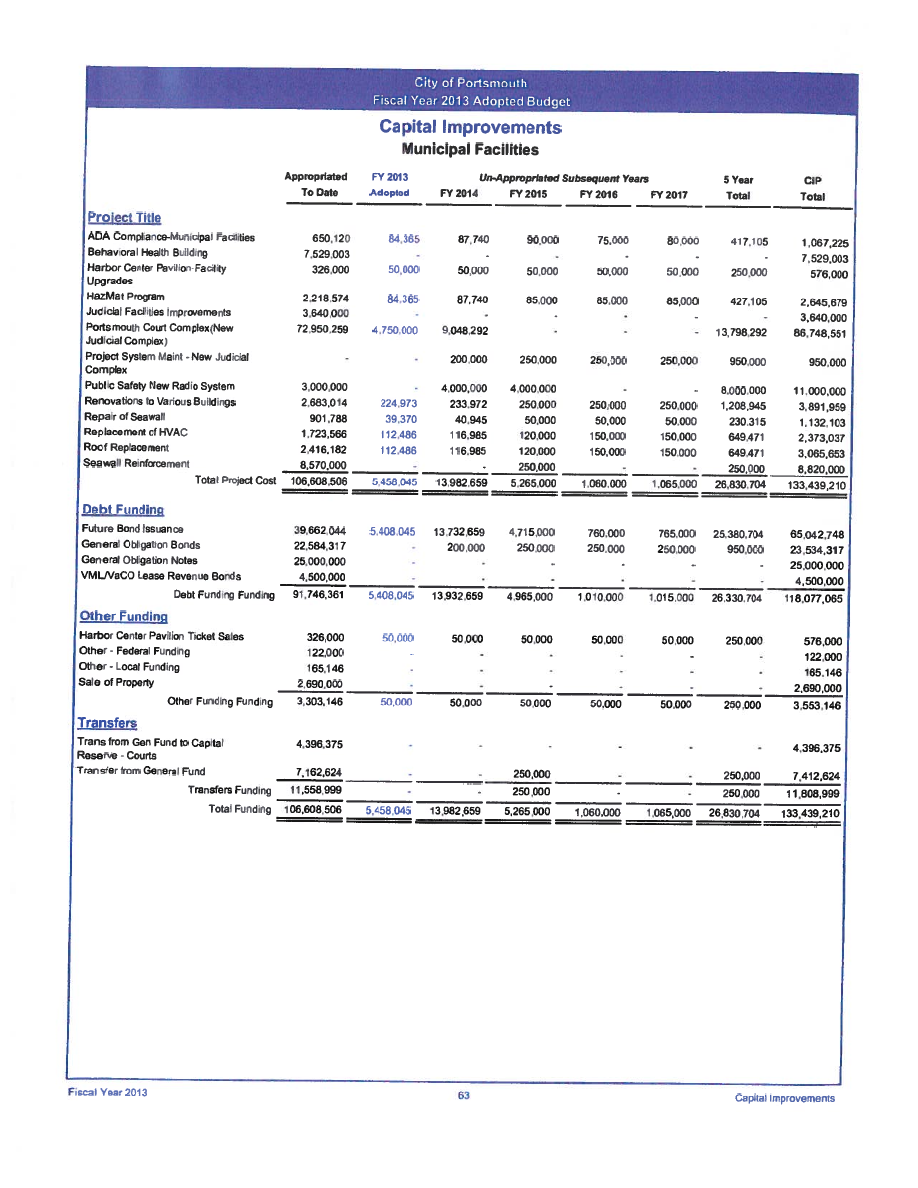 City of Portsmouth
Fiscal Year 2013 Adopted Budget
Capital Improvements
Municipal Facilities
Appropriated FY 2013 Un-Appropriated Subsequent Years 5 Year CIP
To Date Adopted FY 2014 FY 2015 FY 2016 FY 2017 Total Total
Project Title
ADA Compliance-Municipal Facilities 650,120 84,365 87,740 90,000 75,000 80,000 417,105 1,067,225
Behavioral Health Building 7,529,003 - - - - - - 7,529,003
Harbor Center Pavilion-Facility 326,000 50,000 50,000 50,000 50,000 50,000 250,000 576,000
Upgrades
HazMat Program 2,218,574 84,365 87,740 85,000 85,000 85,000 427,105 2,645,679
Judicial Facilities Improvements 3,640,000 - - - - - - 3,640,000
Portsmouth Court Complex(New 72,950,259 4,750,000 9,048,292 - - - 13,798,292 86,748,551
Judicial Complex)
Project System Maint - New Judicial - - 200,000 250,000 250,000 250,000 950,000 950,000
Complex
Public Safety New Radio System 3,000,000 - 4,000,000 4,000,000 - - 8,000,000 11,000,000
Renovations to Various Buildings 2,683,014 224,973 233,972 250,000 250,000 250,000 1,208,945 3,891,959
Repair of Seawall 901,788 39,370 40,945 50,000 50,000 50,000 230,315 1,132,103
Replacement of HVAC 1,723,566 112,486 116,985 120,000 150,000 150,000 649,471 2,373,037
Roof Replacement 2,416,182 112,486 116,985 120,000 150,000 150,000 649,471 3,065,653
Seawall Reinforcement 8,570,000 - - 250,000 - - 250,000 8,820,000
Total Project Cost 106,608,506 5,458,045 13,982,659 5,265,000 1,060,000 1,065,000 26,830,704 133,439,210
Debt Funding
Future Bond Issuance 39,662,044 5,408,045 13,732,659 4,715,000 760,000 765,000 25,380,704 65,042,748
General Obligation Bonds 22,584,317 - 200,000 250,000 250,000 250,000 950,000 23,534,317
General Obligation Notes 25,000,000 - - - - - - 25,000,000
VML/VaCO Lease Revenue Bonds 4,500,000 - - - - - - 4,500,000
Debt Funding Funding 91,746,361 5,408,045 13,932,659 4,965,000 1,010,000 1,015,000 26,330,704 118,077,065
Other Funding
Harbor Center Pavilion Ticket Sales 326,000 50,000 50,000 50,000 50,000 50,000 250,000 576,000
Other - Federal Funding 122,000 - - - - - - 122,000
Other - Local Funding 165,146 - - - - - - 165,146
Sale of Property 2,690,000 - - - - - - 2,690,000
Other Funding Funding 3,303,146 50,000 50,000 50,000 50,000 50,000 250,000 3,553,146
Transfers
Trans from Gen Fund to Capital 4,396,375 - - - - - - 4,396,375
Reserve - Courts
Transfer from General Fund 7,162,624 - - 250,000 - - 250,000 7,412,624
Transfers Funding 11,558,999 - - 250,000 - - 250,000 11,808,999
Total Funding 106,608,506 5,458,045 13,982,659 5,265,000 1,060,000 1,065,000 26,830,704 133,439,210
Fiscal Year 2013 63 Capital Improvements